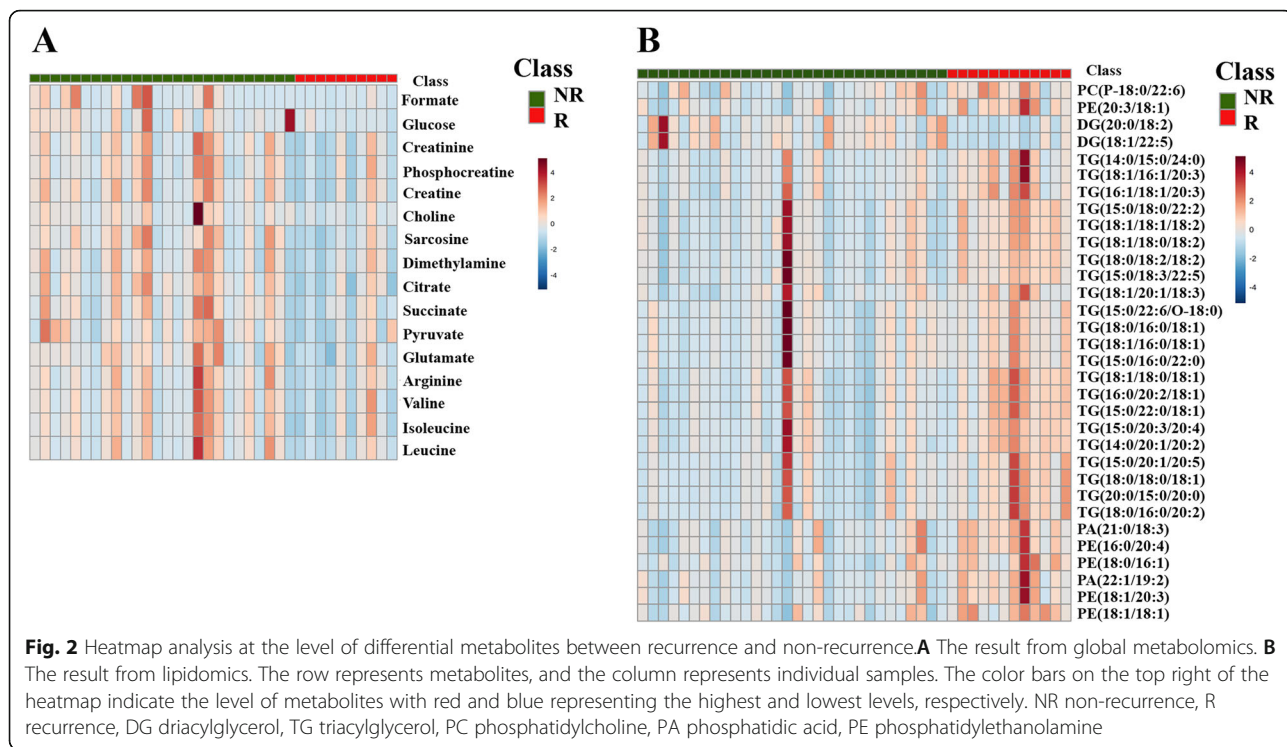 A
Class
Formate
Glucose
Creatinine
Phosphocreatine
Creatine
Choline
Sarcosine
Dimethylamine
Citrate
Succinate
Pyruvate
Glutamate
Arginine
Valine
Isoleucine
Leucine
Class
NR
R
4
2
0
-2
-4
B
Class
PC(P-18:0/22:6)
PE(20:3/18:1)
DG(20:0/18:2)
DG(18:1/22:5)
TG(14:0/15:0/24:0)
TG(18:1/16:1/20:3)
TG(16:1/18:1/20:3)
TG(15:0/18:0/22:2)
TG(18:1/18:1/18:2)
TG(18:1/18:0/18:2)
TG(18:0/18:2/18:2)
TG(15:0/18:3/22:5)
TG(18:1/20:1/18:3)
TG(15:0/22:6/O-18:0)
TG(18:0/16:0/18:1)
TG(18:1/16:0/18:1)
TG(15:0/16:0/22:0)
TG(18:1/18:0/18:1)
TG(16:0/20:2/18:1)
TG(15:0/22:0/18:1)
TG(15:0/20:3/20:4)
TG(14:0/20:1/20:2)
TG(15:0/20:1/20:5)
TG(18:0/18:0/18:1)
TG(20:0/15:0/20:0)
TG(18:0/16:0/20:2)
PA(21:0/18:3)
PE(16:0/20:4)
PE(18:0/16:1)
PA(22:1/19:2)
PE(18:1/20:3)
PE(18:1/18:1)
Class
NR
R
4
2
0
-2
-4
Fig. 2 Heatmap analysis at the level of differential metabolites between recurrence and non-recurrence.A The result from global metabolomics. B
The result from lipidomics. The row represents metabolites, and the column represents individual samples. The color bars on the top right of the
heatmap indicate the level of metabolites with red and blue representing the highest and lowest levels, respectively. NR non-recurrence, R
recurrence, DG driacylglycerol, TG triacylglycerol, PC phosphatidylcholine, PA phosphatidic acid, PE phosphatidylethanolamine